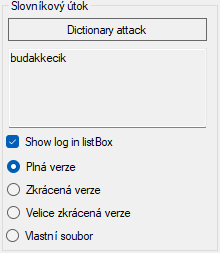 Slovníkový útok
Dictionary attack
budakkecik
Show log in listBox
Plná verze
Zkrácená verze
Velice zkrácená verze
Vlastní soubor